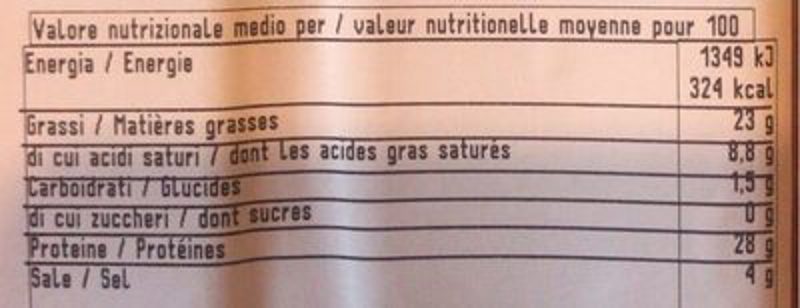 Valore nutrizionale medio per / valeur nutritionelle moyenne pour 100
Energia / Energie 1349 kJ
324 kcal
Grassi / Matières grasses 23 g
di cui acidi saturi / dont les acides gras saturés 8,8 g
Carboidrati / Glucides 1,5 g
di cui zuccheri / dont sucres 0 g
Proteine / Protéines 28 g
Sale / Sel 4 g